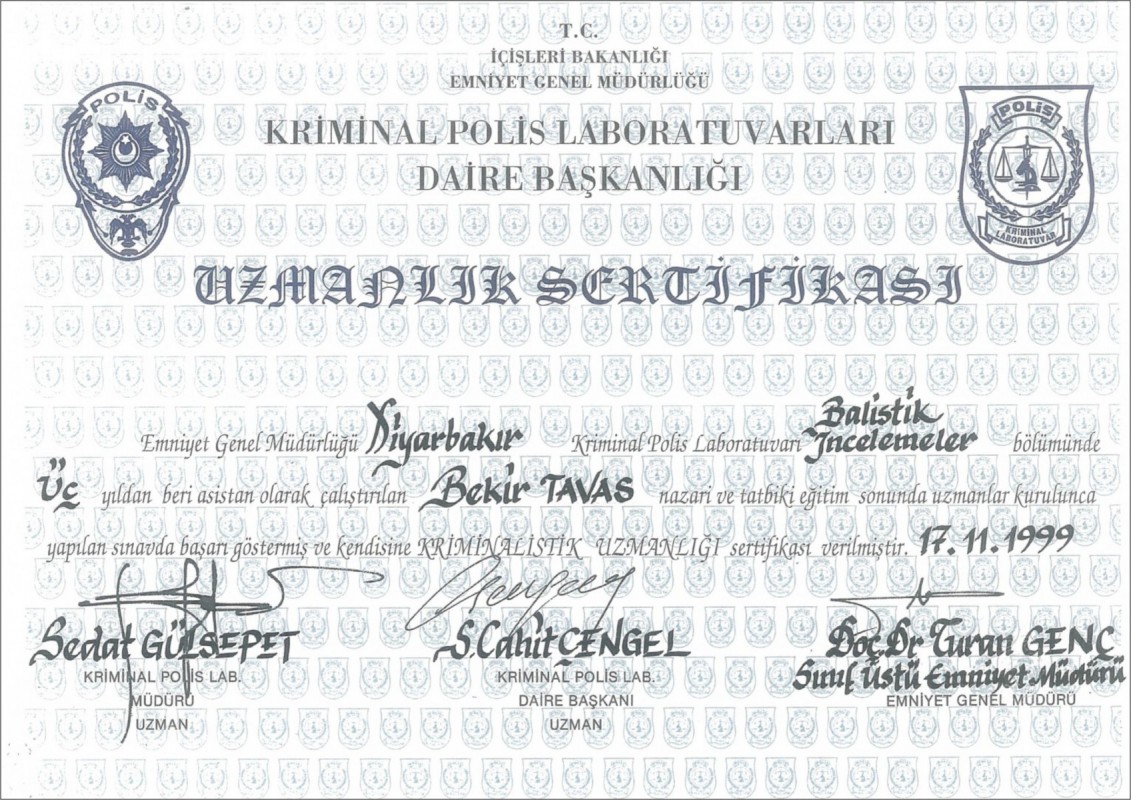 T.C.
İÇİŞLERİ BAKANLIĞI
EMNİYET GENEL MÜDÜRLÜĞÜ
POLİS
POLİS
KRİMİNAL POLİS LABORATUVARLARI
DAİRE BAŞKANLIĞI
KRİMİNAL
LABORATUVAR
UZMANLIK SERTİFİKASI
Emniyet Genel Müdürlüğü Diyarbakır Kriminal Polis Laboratuvarı Balistik İncelemeler bölümünde
Üç yıldan beri asistan olarak çalıştırılan Bekir TAVAS nazari ve tatbiki eğitim sonunda uzmanlar kurulunca
yapılan sınavda başarı göstermiş ve kendisine KRİMİNALİSTİK UZMANLIĞI sertifikası verilmiştir. 17.11.1999
Sedat GÜLSEPET S.Cahit ÇENGEL Doç.Dr Turan GENÇ
Sınıf Üstü Emniyet Müdürü
KRİMİNAL POLİS LAB. KRİMİNAL POLİS LAB. EMNİYET GENEL MÜDÜRÜ
MÜDÜRÜ DAİRE BAŞKANI
UZMAN UZMAN